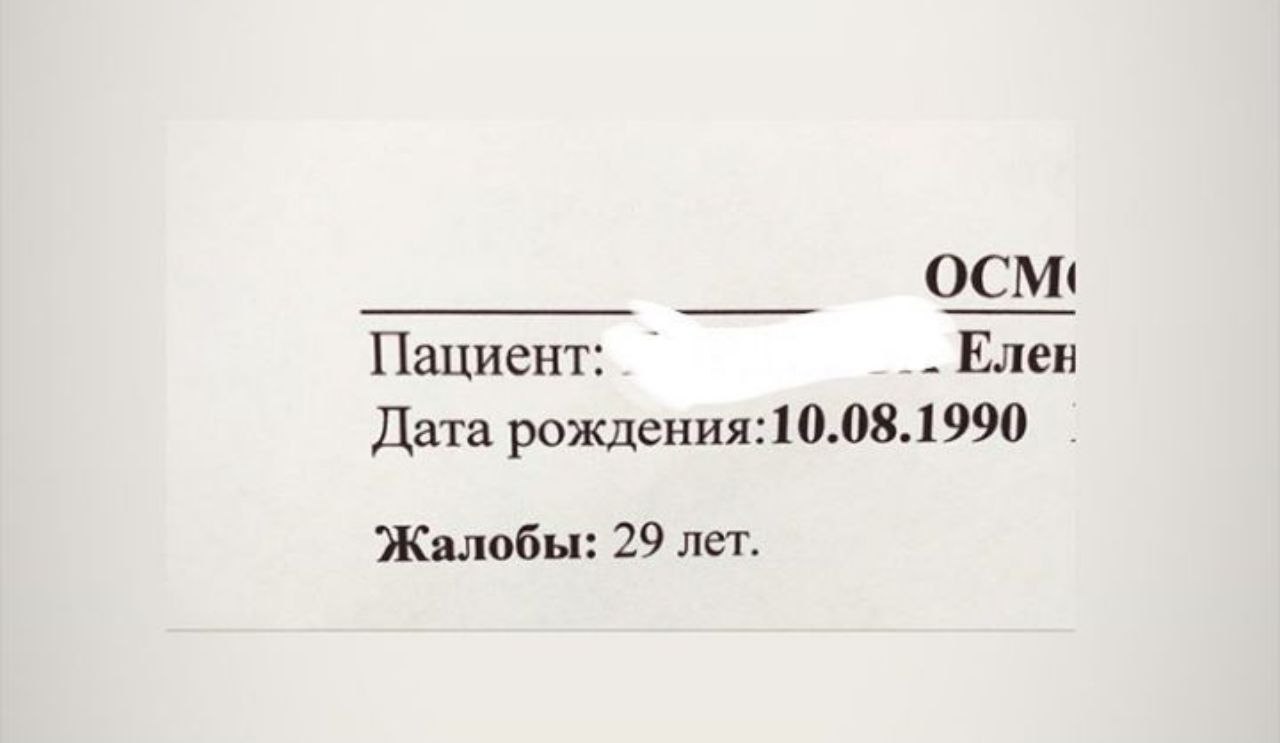 ОСМ
Пациент: Елен
Дата рождения:10.08.1990
Жалобы: 29 лет.